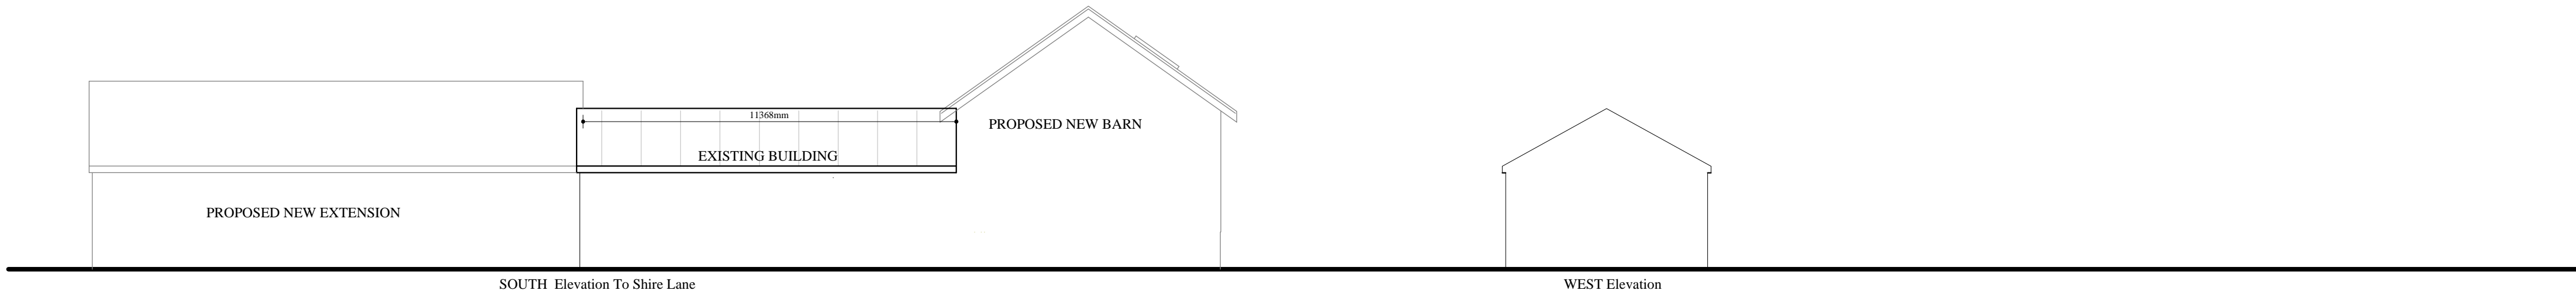 11368mm
PROPOSED NEW BARN
EXISTING BUILDING
PROPOSED NEW EXTENSION
SOUTH Elevation To Shire Lane
WEST Elevation